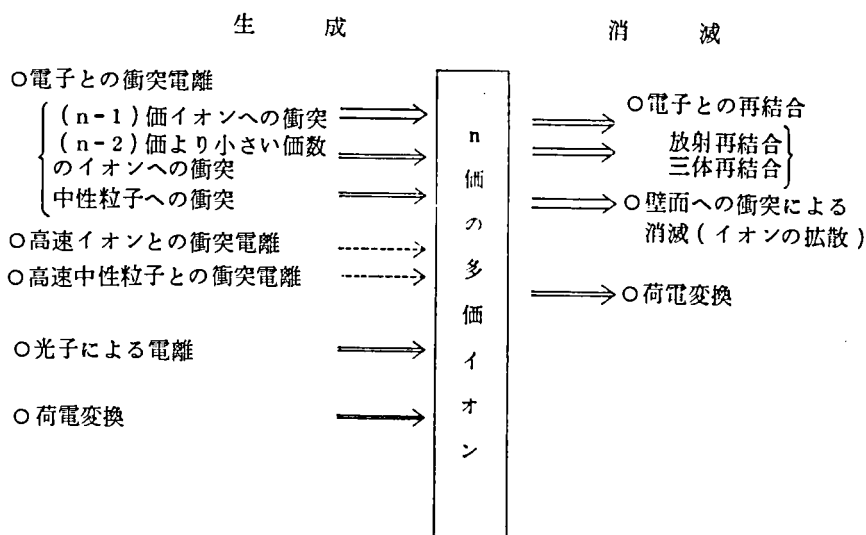 生 成
○電子との衝突電離
(n-1)価イオンへの衝突
(n-2)価より小さい価数
のイオンへの衝突
中性粒子への衝突
○高速イオンとの衝突電離
○高速中性粒子との衝突電離
○光子による電離
○荷電変換
n価の多価イオン
消 滅
○電子との再結合
放射再結合
三体再結合
○壁面への衝突による
消滅(イオンの拡散)
○荷電変換